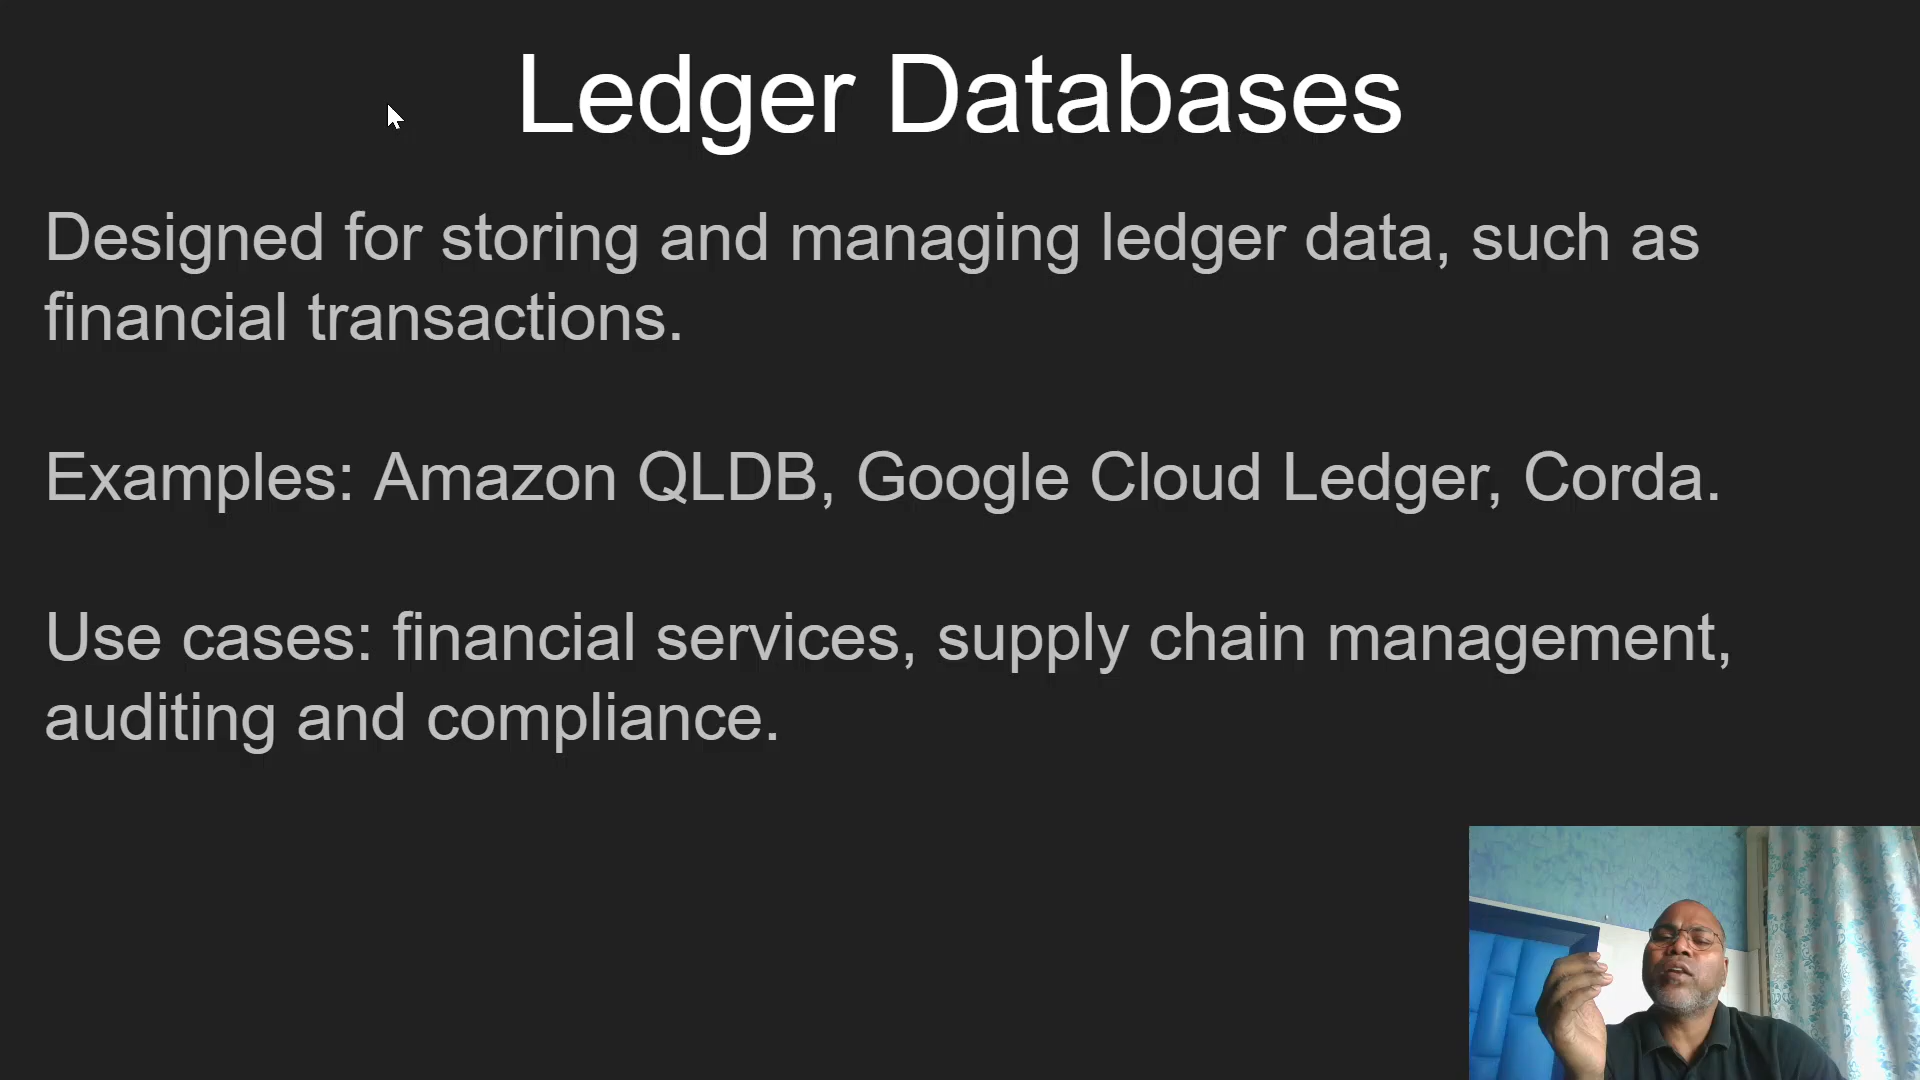 Ledger Databases
Designed for storing and managing ledger data, such as
financial transactions.
Examples: Amazon QLDB, Google Cloud Ledger, Corda.
Use cases: financial services, supply chain management,
auditing and compliance.